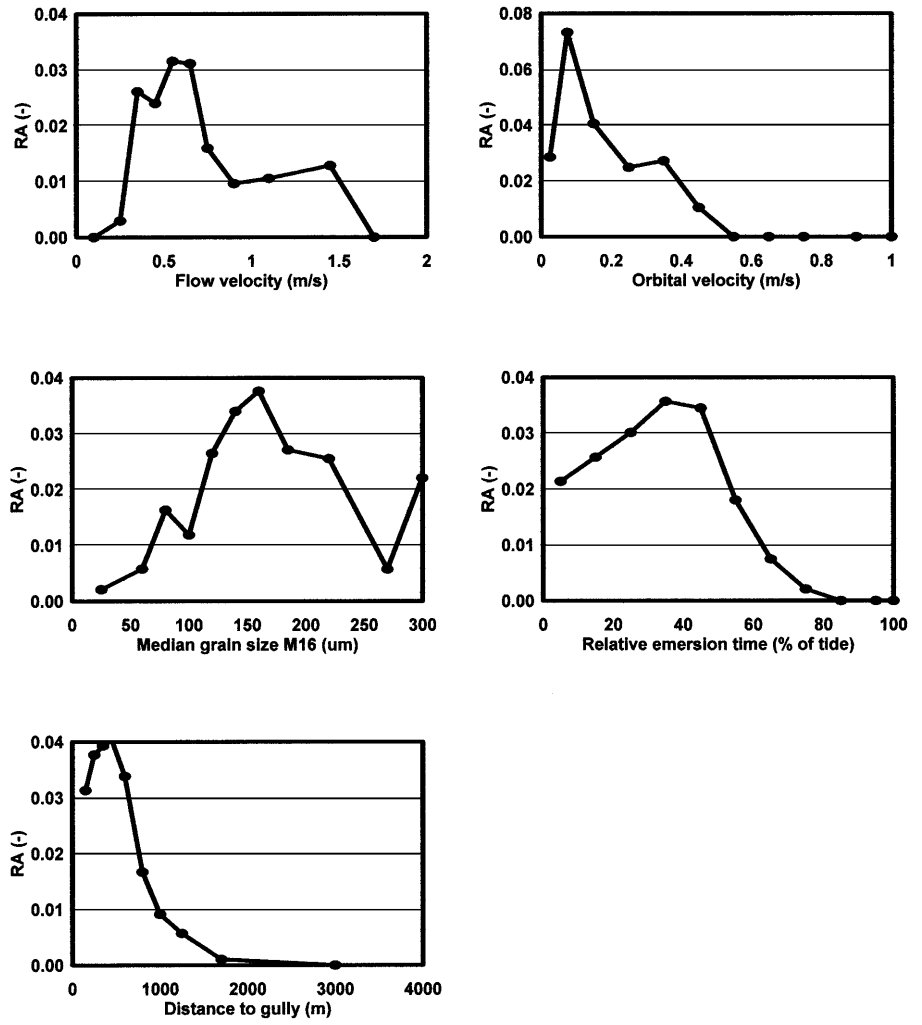 0.04
0.03
0.02
0.01
0.00
RA (-)
0 0.5 1 1.5 2
Flow velocity (m/s)
0.08
0.06
0.04
0.02
0.00
RA (-)
0 0.2 0.4 0.6 0.8 1
Orbital velocity (m/s)
0.04
0.03
0.02
0.01
0.00
RA (-)
0 50 100 150 200 250 300
Median grain size M16 (um)
0.04
0.03
0.02
0.01
0.00
RA (-)
0 20 40 60 80 100
Relative emersion time (% of tide)
0.04
0.03
0.02
0.01
0.00
RA (-)
0 1000 2000 3000 4000
Distance to gully (m)